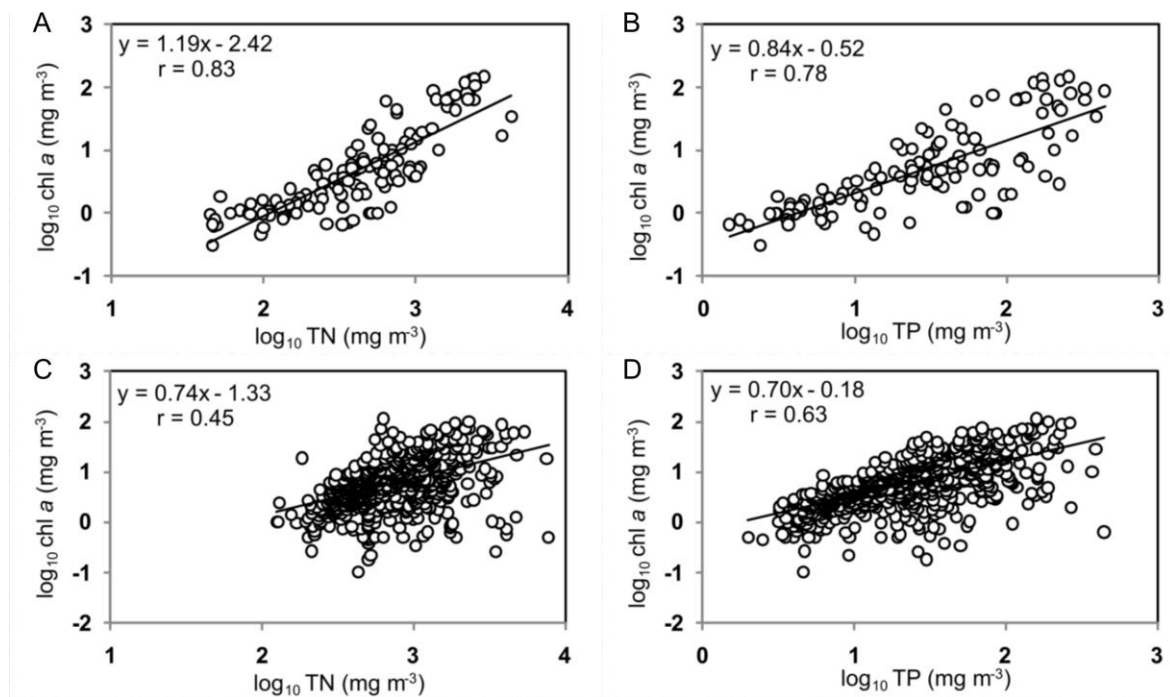 A
y = 1.19x - 2.42
r = 0.83
3
2
1
0
-1
1
2
3
4
log₁₀ chl a (mg m⁻³)
log₁₀ TN (mg m⁻³)
B
y = 0.84x - 0.52
r = 0.78
3
2
1
0
-1
0
1
2
3
log₁₀ chl a (mg m⁻³)
log₁₀ TP (mg m⁻³)
C
y = 0.74x - 1.33
r = 0.45
3
2
1
0
-1
-2
1
2
3
4
log₁₀ chl a (mg m⁻³)
log₁₀ TN (mg m⁻³)
D
y = 0.70x - 0.18
r = 0.63
3
2
1
0
-1
-2
0
1
2
3
log₁₀ chl a (mg m⁻³)
log₁₀ TP (mg m⁻³)